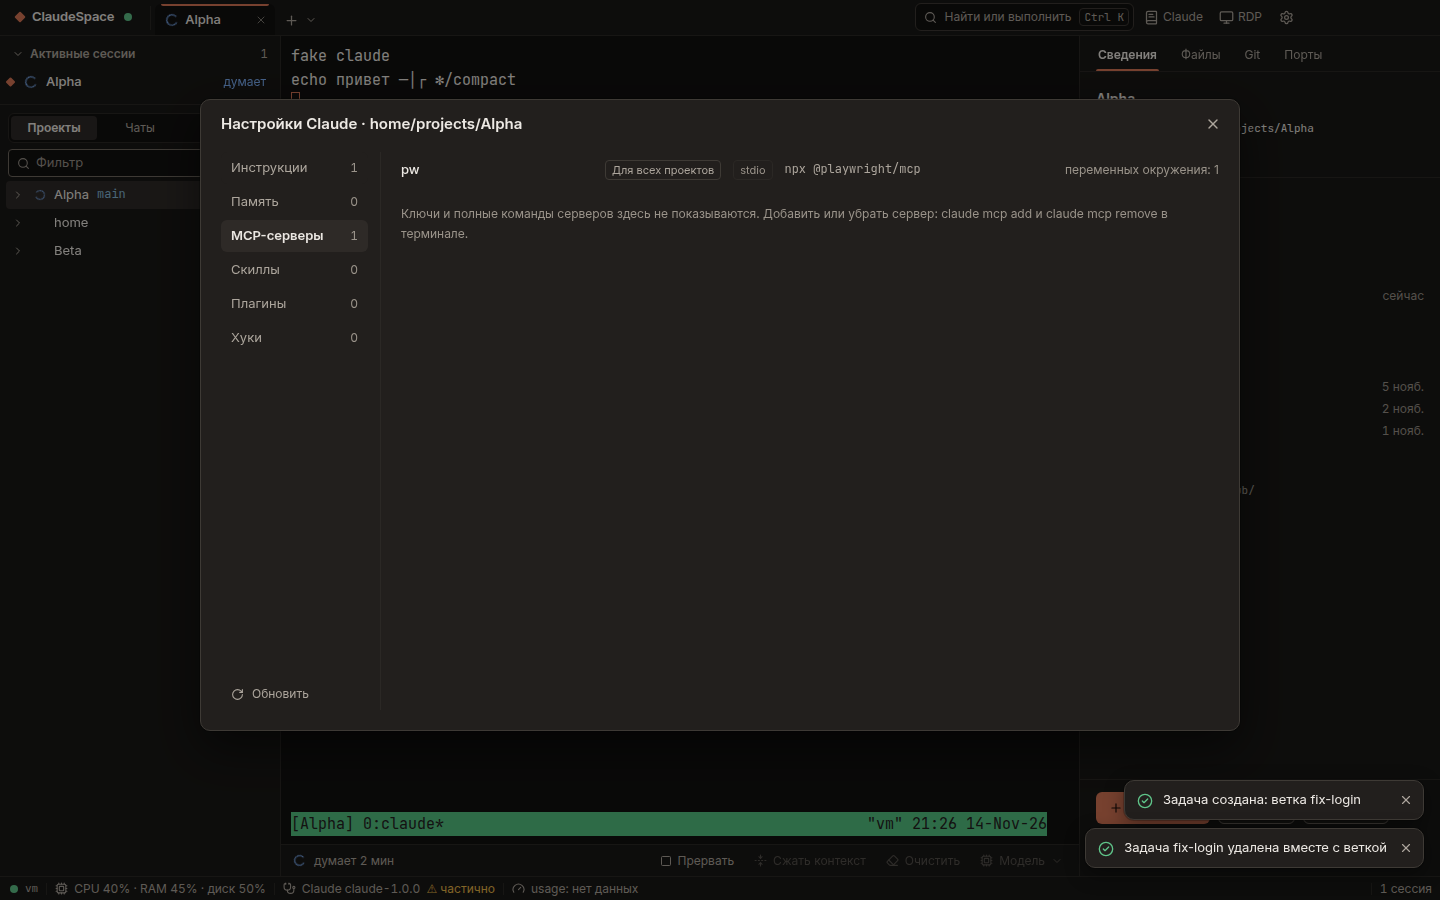 ClaudeSpace
Alpha
Найти или выполнить Ctrl K
Claude
RDP
Активные сессии 1
Alpha думает
Проекты Чаты
Фильтр
Alpha main
home
Beta
fake claude
echo привет —│┌ ✻/compact
Сведения Файлы Git Порты
Alpha
jects/Alpha
сейчас
5 нояб.
2 нояб.
1 нояб.
Настройки Claude · home/projects/Alpha
Инструкции 1
Память 0
MCP-серверы 1
Скиллы 0
Плагины 0
Хуки 0
Обновить
pw Для всех проектов stdio npx @playwright/mcp переменных окружения: 1
Ключи и полные команды серверов здесь не показываются. Добавить или убрать сервер: claude mcp add и claude mcp remove в
терминале.
[Alpha] 0:claude* "vm" 21:26 14-Nov-26
думает 2 мин Прервать Сжать контекст Очистить Модель
Задача создана: ветка fix-login
Задача fix-login удалена вместе с веткой
vm CPU 40% · RAM 45% · диск 50% Claude claude-1.0.0 ⚠ частично usage: нет данных 1 сессия